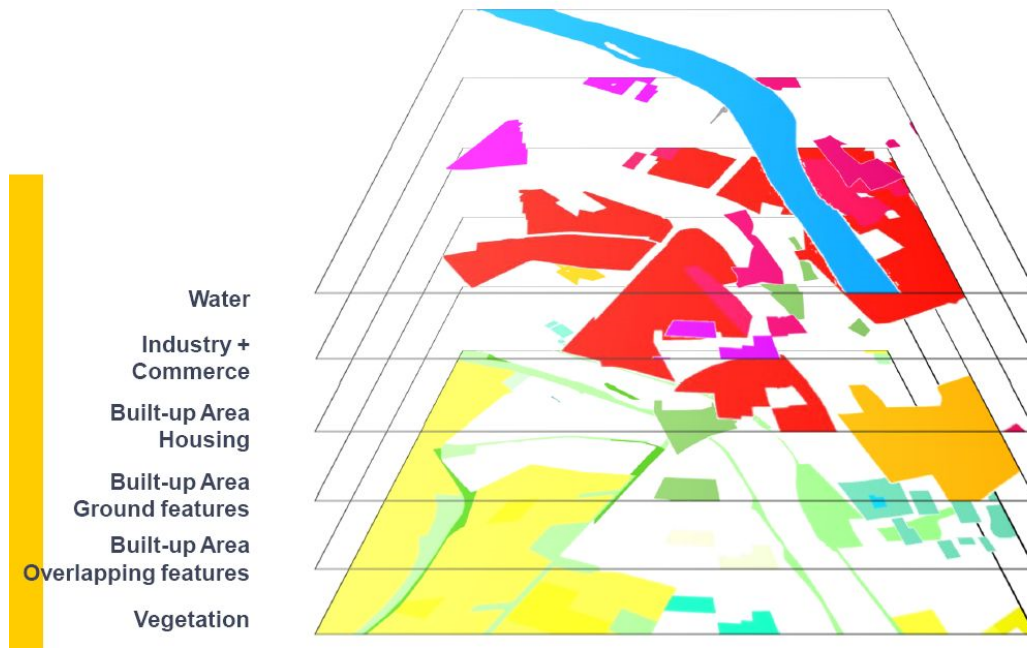 Water
Industry +
Commerce
Built-up Area
Housing
Built-up Area
Ground features
Built-up Area
Overlapping features
Vegetation